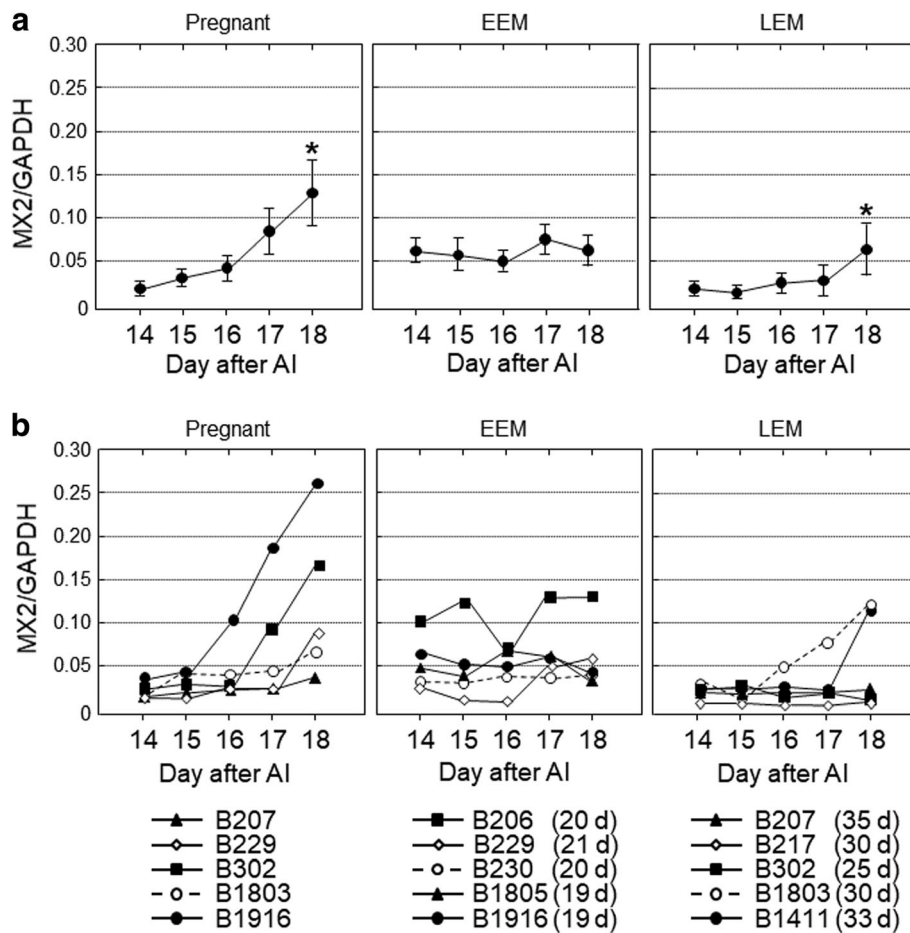 a
Pregnant EEM LEM
MX2/GAPDH
0.30
0.25
0.20
0.15
0.10
0.05
0
* *
14 15 16 17 18 14 15 16 17 18 14 15 16 17 18
Day after AI Day after AI Day after AI
b
Pregnant EEM LEM
MX2/GAPDH
0.30
0.25
0.20
0.15
0.10
0.05
0
14 15 16 17 18 14 15 16 17 18 14 15 16 17 18
Day after AI Day after AI Day after AI
B207 B206 (20 d) B207 (35 d)
B229 B229 (21 d) B217 (30 d)
B302 B230 (20 d) B302 (25 d)
B1803 B1805 (19 d) B1803 (30 d)
B1916 B1916 (19 d) B1411 (33 d)